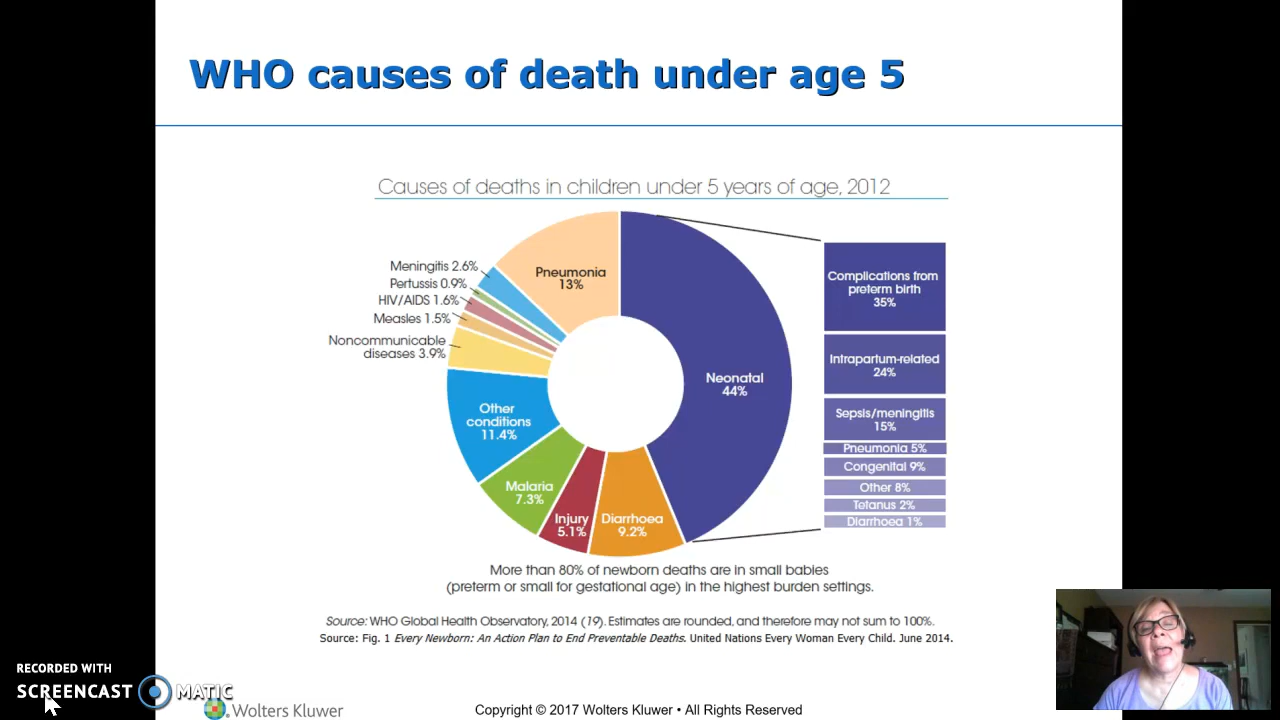 WHO causes of death under age 5
Causes of deaths in children under 5 years of age, 2012
Meningitis 2.6%
Pertussis 0.9%
HIV/AIDS 1.6%
Measles 1.5%
Noncommunicable
diseases 3.9%
Pneumonia
13%
Neonatal
44%
Other
conditions
11.4%
Malaria
7.3%
Injury
5.1%
Diarrhoea
9.2%
Complications from
preterm birth
35%
Intrapartum-related
24%
Sepsis/meningitis
15%
Pneumonia 5%
Congenital 9%
Other 8%
Tetanus 2%
Diarrhoea 1%
More than 80% of newborn deaths are in small babies
(preterm or small for gestational age) in the highest burden settings.
Source: WHO Global Health Observatory, 2014 (19). Estimates are rounded, and therefore may not sum to 100%.
Source: Fig. 1 Every Newborn: An Action Plan to End Preventable Deaths. United Nations Every Woman Every Child. June 2014.
RECORDED WITH
SCREENCAST MATIC
Wolters Kluwer
Copyright © 2017 Wolters Kluwer • All Rights Reserved